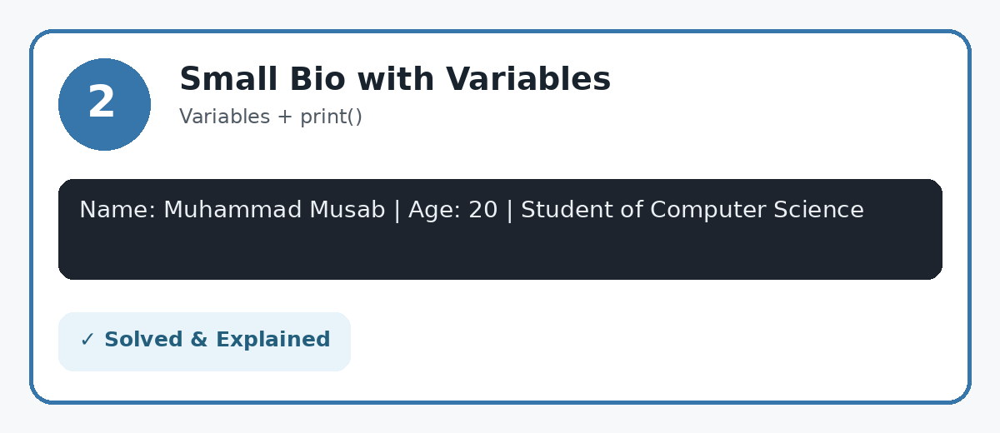 2
Small Bio with Variables
Variables + print()
Name: Muhammad Musab | Age: 20 | Student of Computer Science
✓ Solved & Explained